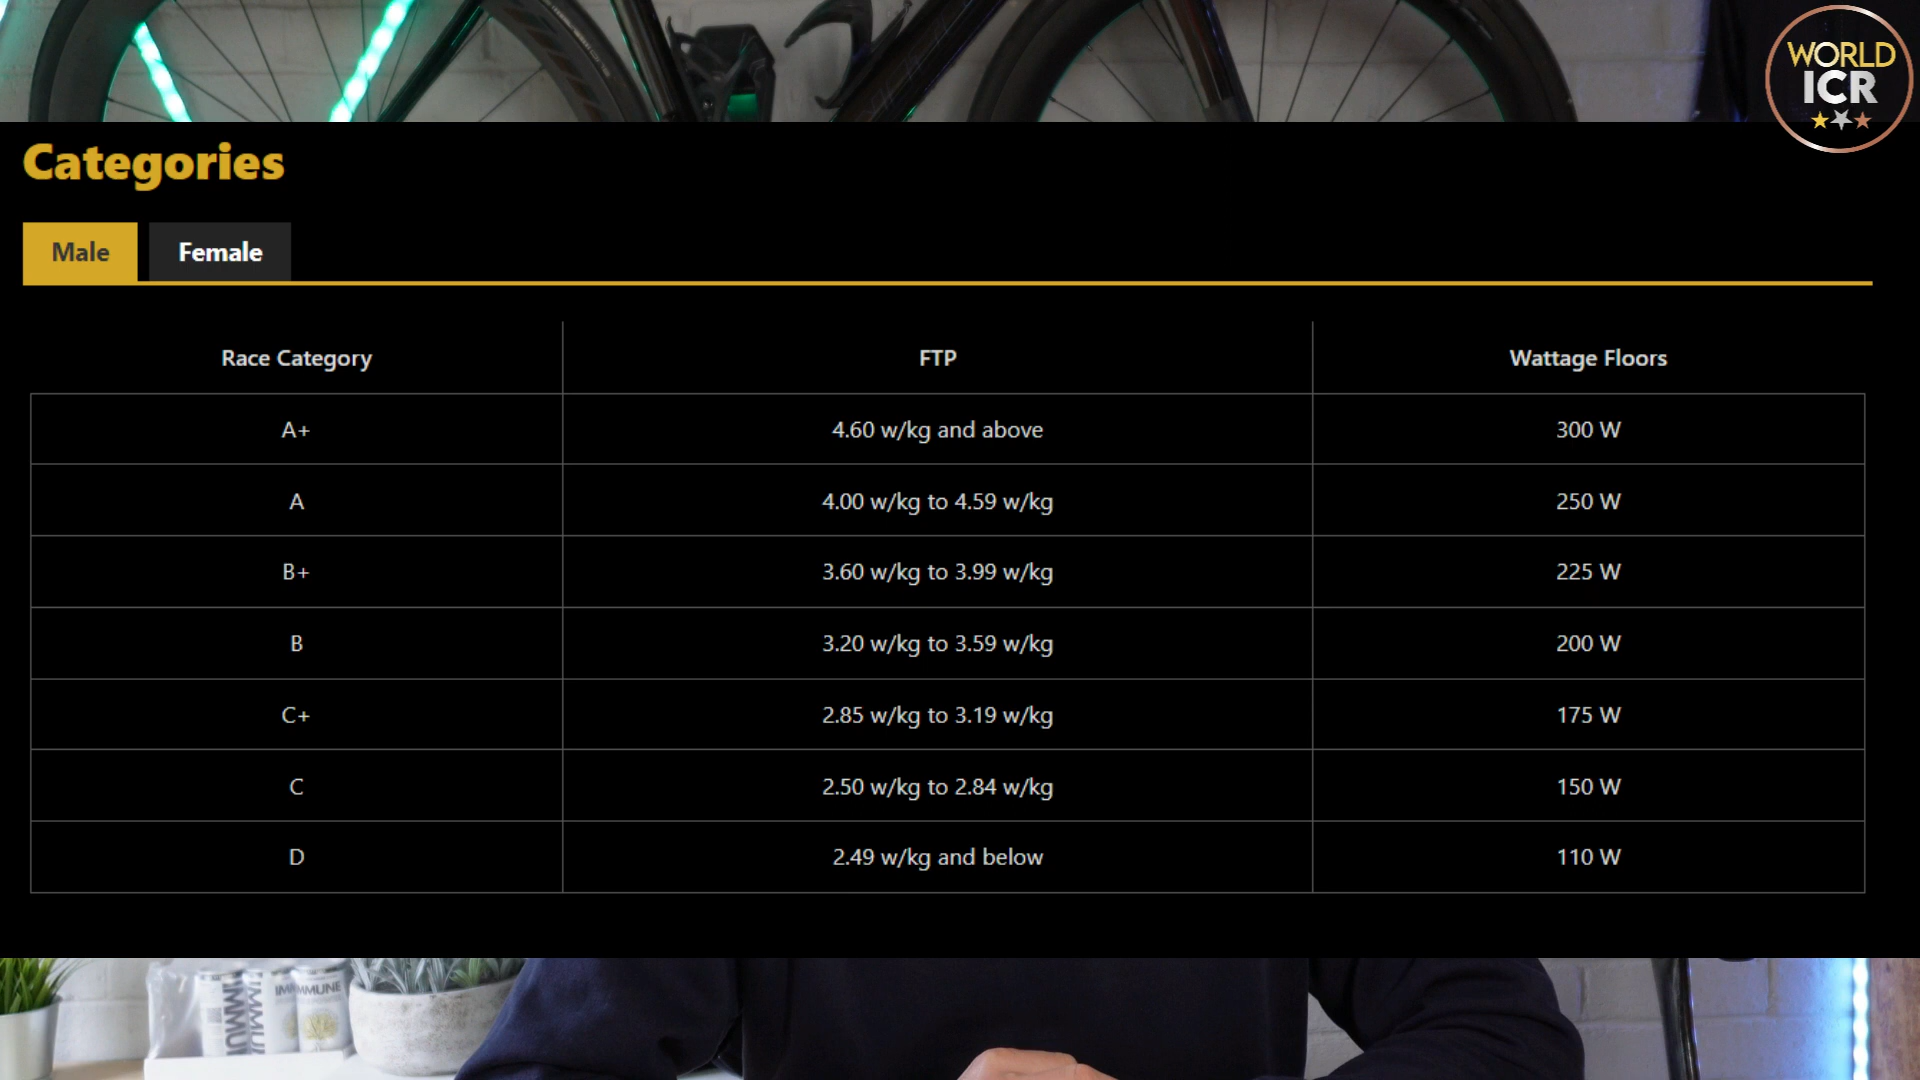 WORLD
ICR
Categories
Male Female
Race Category FTP Wattage Floors
A+ 4.60 w/kg and above 300 W
A 4.00 w/kg to 4.59 w/kg 250 W
B+ 3.60 w/kg to 3.99 w/kg 225 W
B 3.20 w/kg to 3.59 w/kg 200 W
C+ 2.85 w/kg to 3.19 w/kg 175 W
C 2.50 w/kg to 2.84 w/kg 150 W
D 2.49 w/kg and below 110 W